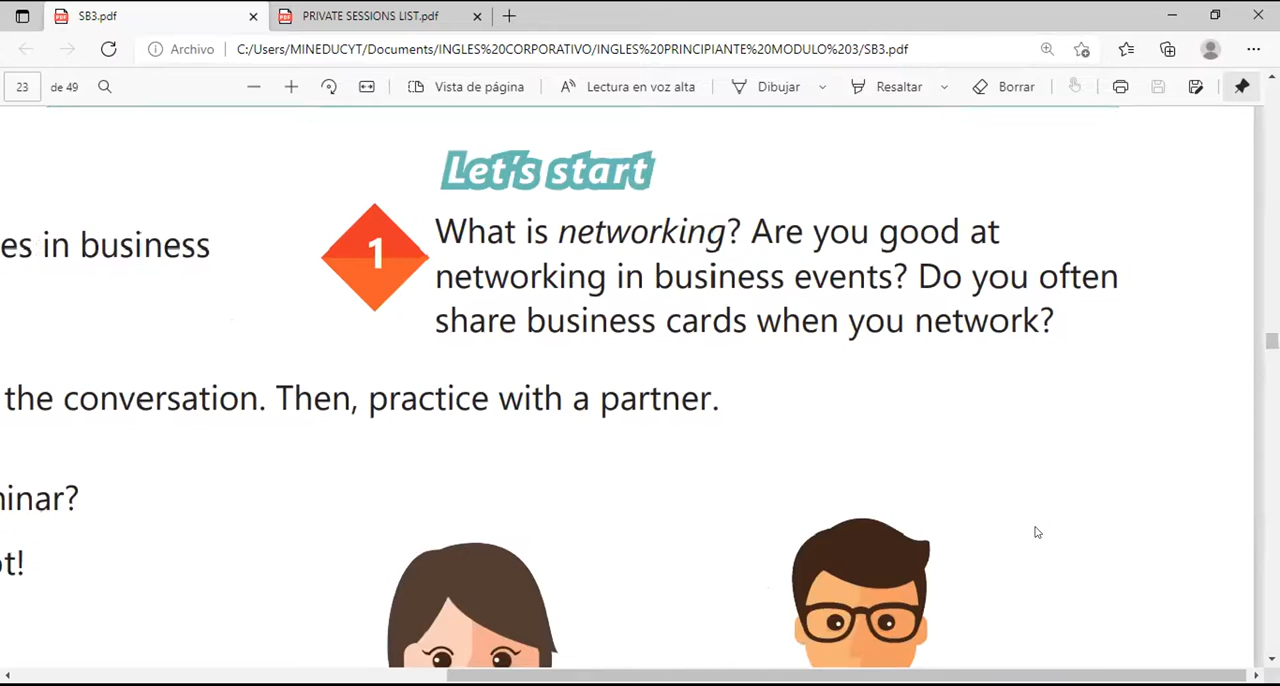 SB3.pdf
PRIVATE SESSIONS LIST.pdf
Archivo
C:/Users/MINEDUCYT/Documents/INGLES%20CORPORATIVO/INGLES%20PRINCIPIANTE%20MODULO%203/SB3.pdf
23
de 49
Vista de página
Lectura en voz alta
Dibujar
Resaltar
Borrar
Let's start
es in business
1
What is networking? Are you good at
networking in business events? Do you often
share business cards when you network?
the conversation. Then, practice with a partner.
inar?
ot!